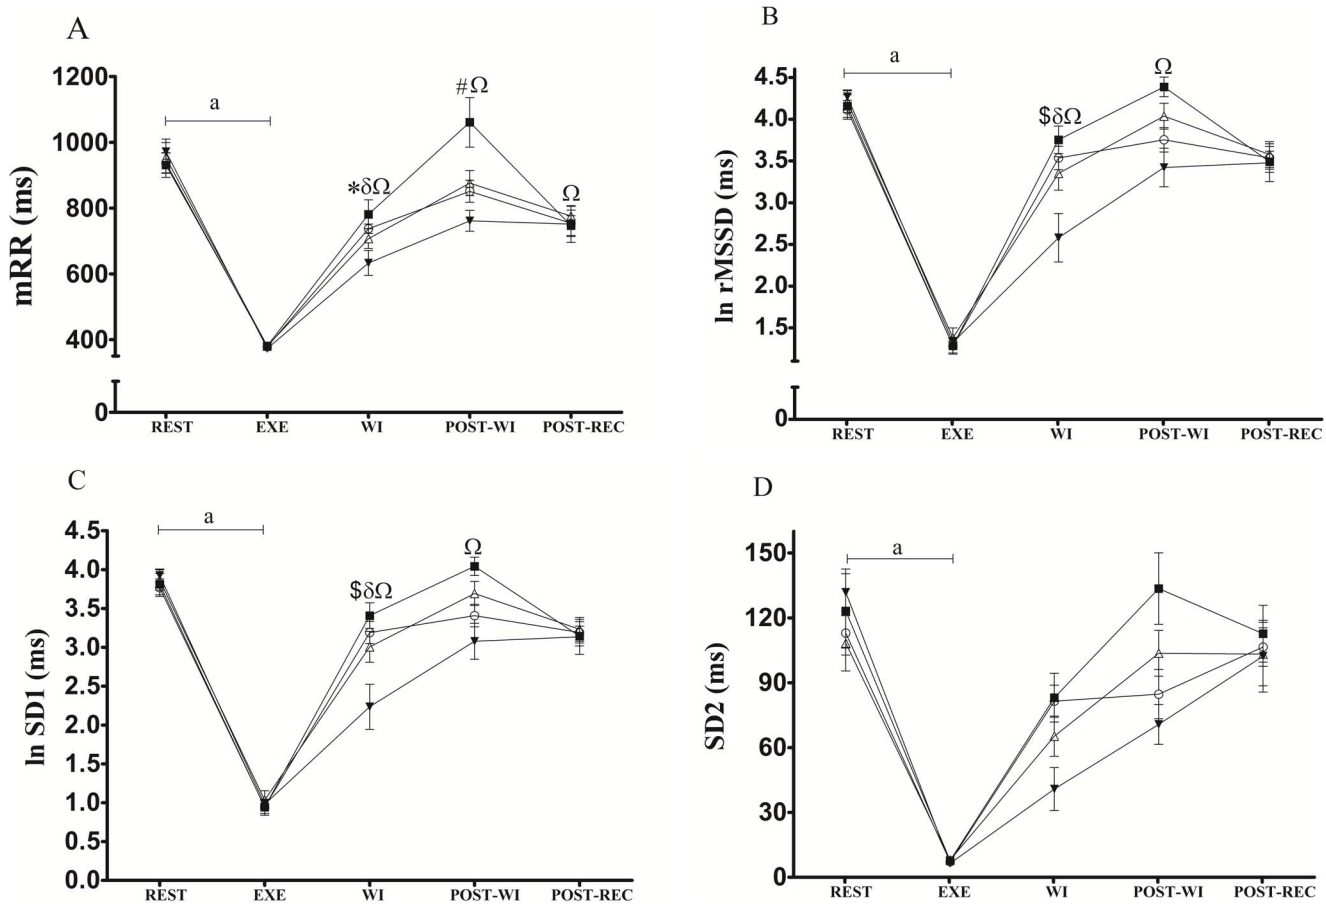 A
mRR (ms)
1200
1000
800
600
400
0
a
*δΩ
#Ω
Ω
REST EXE WI POST-WI POST-REC
B
ln rMSSD (ms)
4.5
4.0
3.5
3.0
2.5
2.0
1.5
0
a
$δΩ
Ω
REST EXE WI POST-WI POST-REC
C
ln SD1 (ms)
4.5
4.0
3.5
3.0
2.5
2.0
1.5
1.0
0.5
0.0
a
$δΩ
Ω
REST EXE WI POST-WI POST-REC
D
SD2 (ms)
150
120
90
60
30
0
a
REST EXE WI POST-WI POST-REC